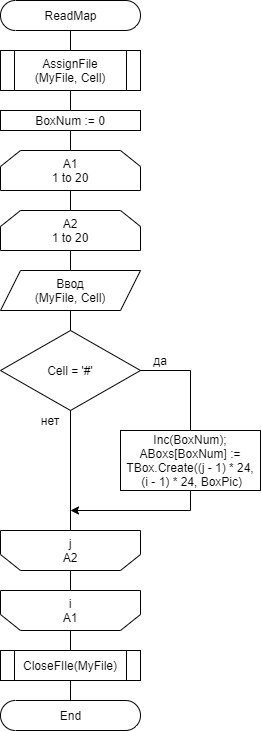 ReadMap
AssignFile
(MyFile, Cell)
BoxNum := 0
A1
1 to 20
A2
1 to 20
Ввод
(MyFile, Cell)
Cell = '#'
да
нет
Inc(BoxNum);
ABoxs[BoxNum] :=
TBox.Create((j - 1) * 24,
(i - 1) * 24, BoxPic)
j
A2
i
A1
CloseFIle(MyFile)
End